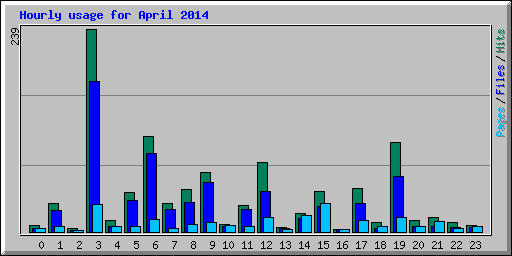 Hourly usage for April 2014
239
Pages / Files / Hits
0 1 2 3 4 5 6 7 8 9 10 11 12 13 14 15 16 17 18 19 20 21 22 23